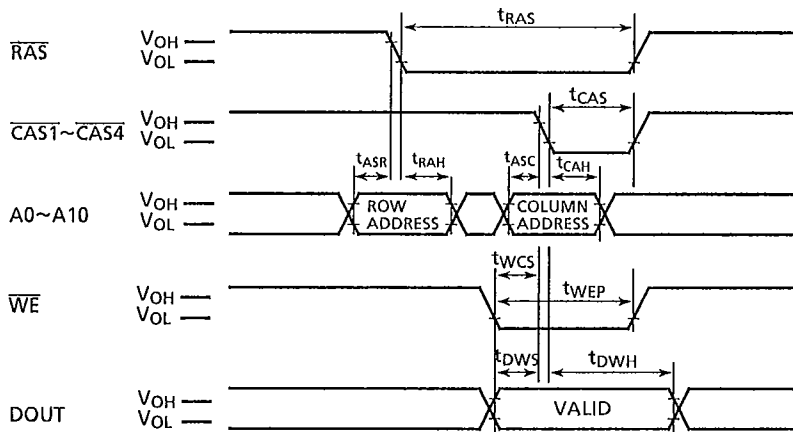 tRAS
RAS VOH
VOL
tCAS
CAS1~CAS4 VOH
VOL
tASR tRAH tASC tCAH
A0~A10 VOH
VOL
ROW ADDRESS
COLUMN ADDRESS
tWCS
tWEP
WE VOH
VOL
tDWS tDWH
DOUT VOH
VOL
VALID